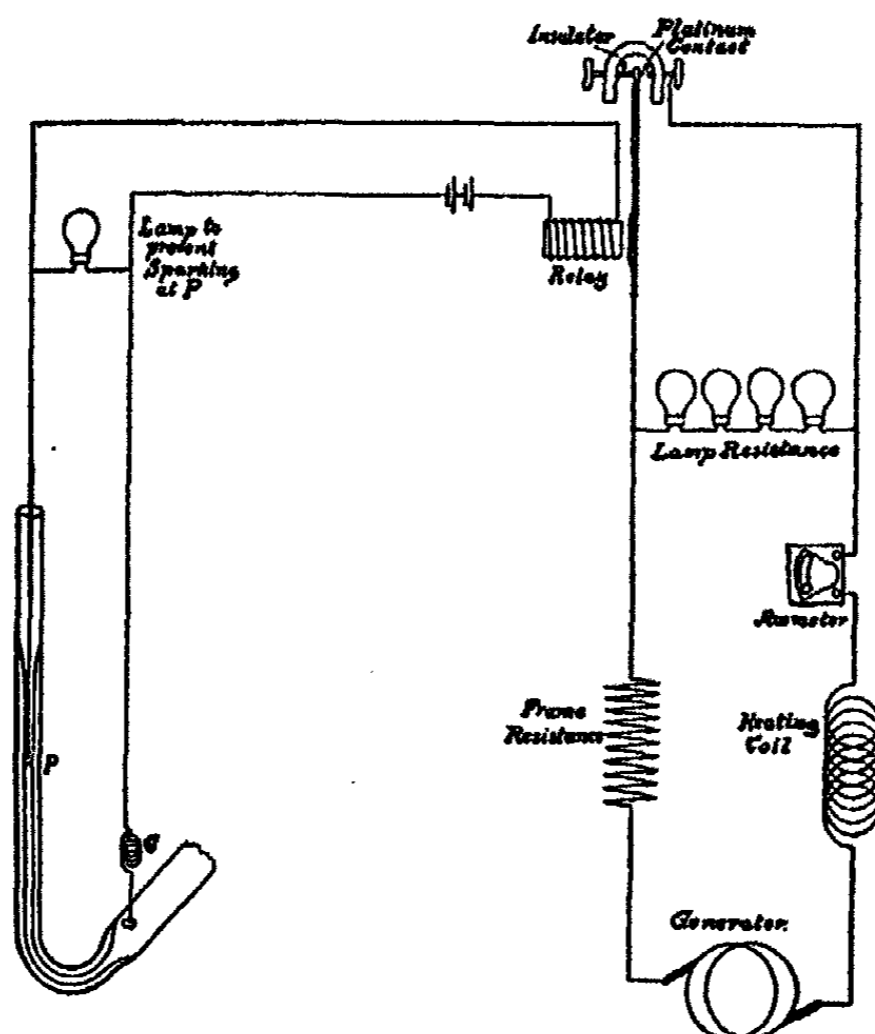 Insulator
Platinum
Contact
Lamp to
prevent
Sparking
at P
Relay
Lamp Resistance
Ammeter
Frame
Resistance
Heating
Coil
P
G
Generator.